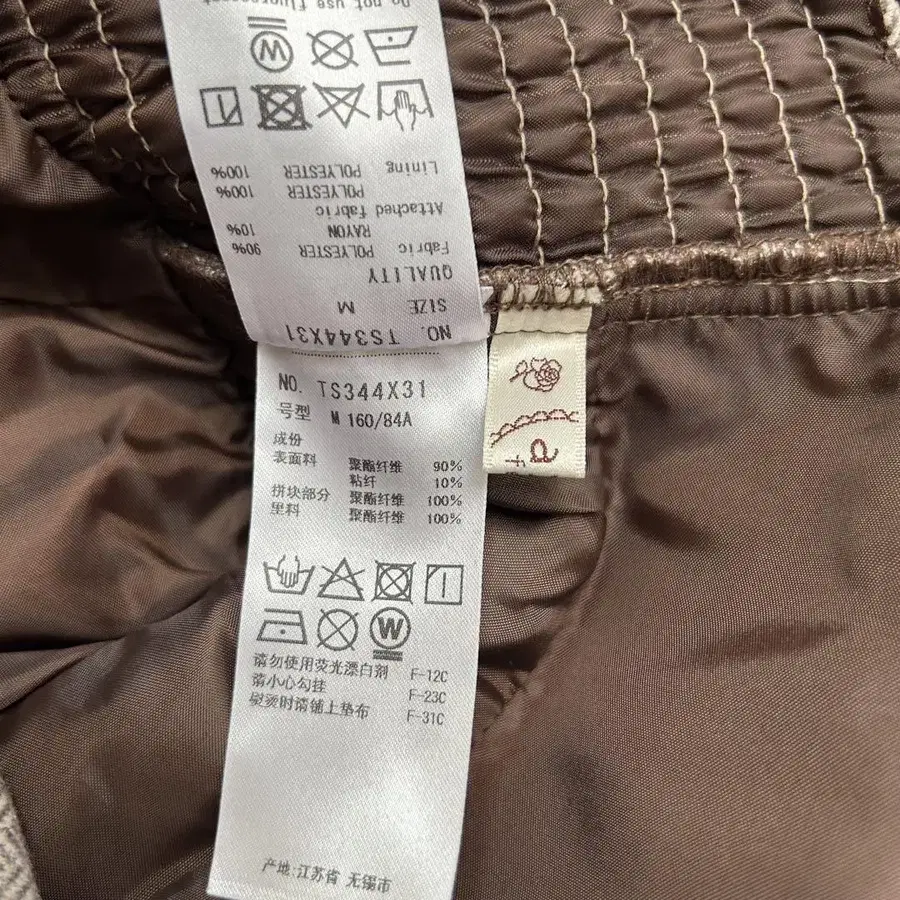 NO. TS344X31
SIZE M
QUALITY
Fabric POLYESTER 90%
RAYON 10%
Attached fabric
POLYESTER 100%
Lining POLYESTER 100%
Do not use fluorescent
NO. TS344X31
号型 M 160/84A
成份
表面料 聚酯纤维 90%
粘纤 10%
拼块部分 聚酯纤维 100%
里料 聚酯纤维 100%
W
W
请勿使用荧光漂白剂 F-12C
请小心勾挂 F-23C
熨烫时请铺上垫布 F-31C
产地:江苏省 无锡市